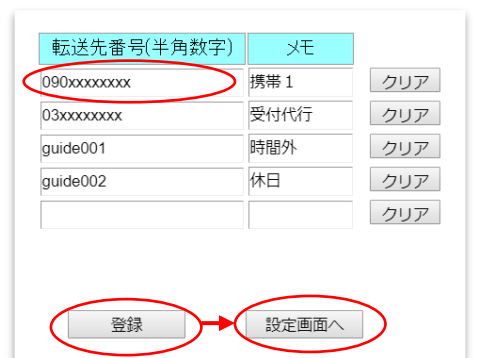 転送先番号(半角数字) メモ
090xxxxxxxx 携帯1 クリア
03xxxxxxxx 受付代行 クリア
guide001 時間外 クリア
guide002 休日 クリア
クリア
登録 設定画面へ